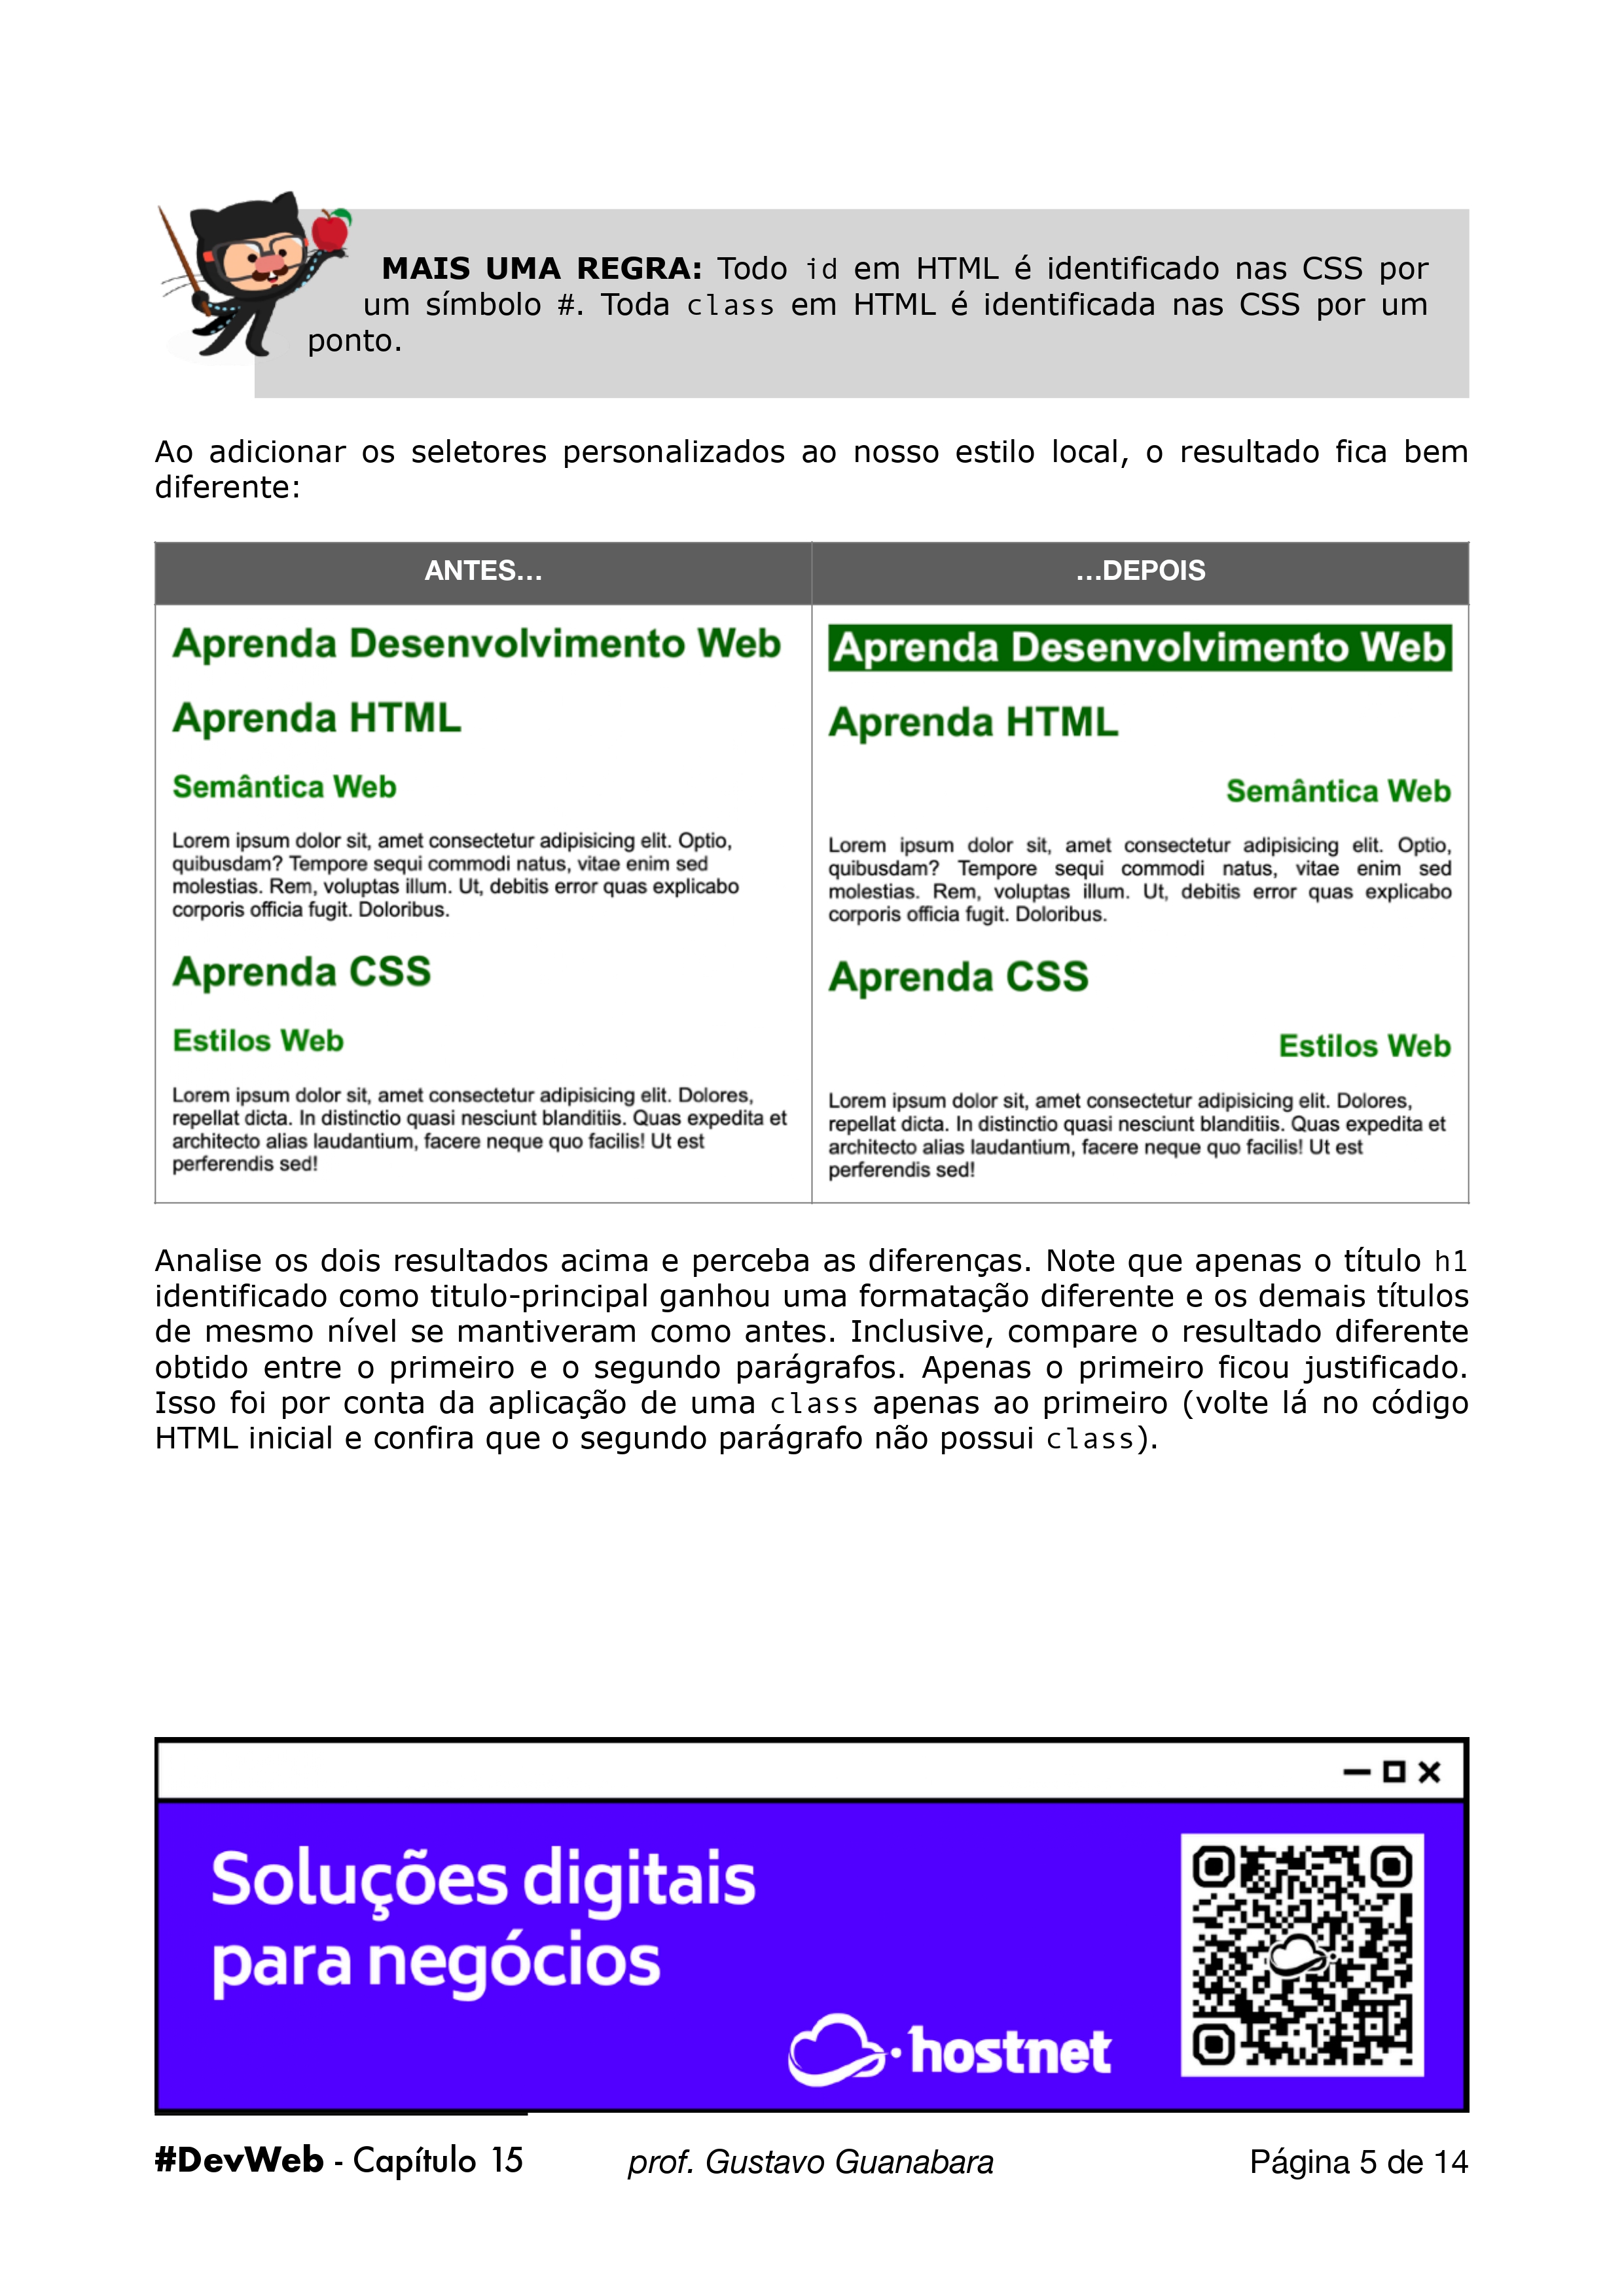 MAIS UMA REGRA: Todo id em HTML é identificado nas CSS por
um símbolo #. Toda class em HTML é identificada nas CSS por um
ponto.
Ao adicionar os seletores personalizados ao nosso estilo local, o resultado fica bem
diferente:
ANTES...
Aprenda Desenvolvimento Web
Aprenda HTML
Semântica Web
Lorem ipsum dolor sit, amet consectetur adipisicing elit. Optio,
quibusdam? Tempore sequi commodi natus, vitae enim sed
molestias. Rem, voluptas illum. Ut, debitis error quas explicabo
corporis officia fugit. Doloribus.
Aprenda CSS
Estilos Web
Lorem ipsum dolor sit, amet consectetur adipisicing elit. Dolores,
repellat dicta. In distinctio quasi nesciunt blanditiis. Quas expedita et
architecto alias laudantium, facere neque quo facilis! Ut est
perferendis sed!
...DEPOIS
Aprenda Desenvolvimento Web
Aprenda HTML
Semântica Web
Lorem ipsum dolor sit, amet consectetur adipisicing elit. Optio,
quibusdam? Tempore sequi commodi natus, vitae enim sed
molestias. Rem, voluptas illum. Ut, debitis error quas explicabo
corporis officia fugit. Doloribus.
Aprenda CSS
Estilos Web
Lorem ipsum dolor sit, amet consectetur adipisicing elit. Dolores,
repellat dicta. In distinctio quasi nesciunt blanditiis. Quas expedita et
architecto alias laudantium, facere neque quo facilis! Ut est
perferendis sed!
Analise os dois resultados acima e perceba as diferenças. Note que apenas o título h1
identificado como titulo-principal ganhou uma formatação diferente e os demais títulos
de mesmo nível se mantiveram como antes. Inclusive, compare o resultado diferente
obtido entre o primeiro e o segundo parágrafos. Apenas o primeiro ficou justificado.
Isso foi por conta da aplicação de uma class apenas ao primeiro (volte lá no código
HTML inicial e confira que o segundo parágrafo não possui class).
Soluções digitais
para negócios
hostnet
#DevWeb - Capítulo 15 prof. Gustavo Guanabara Página 5 de 14